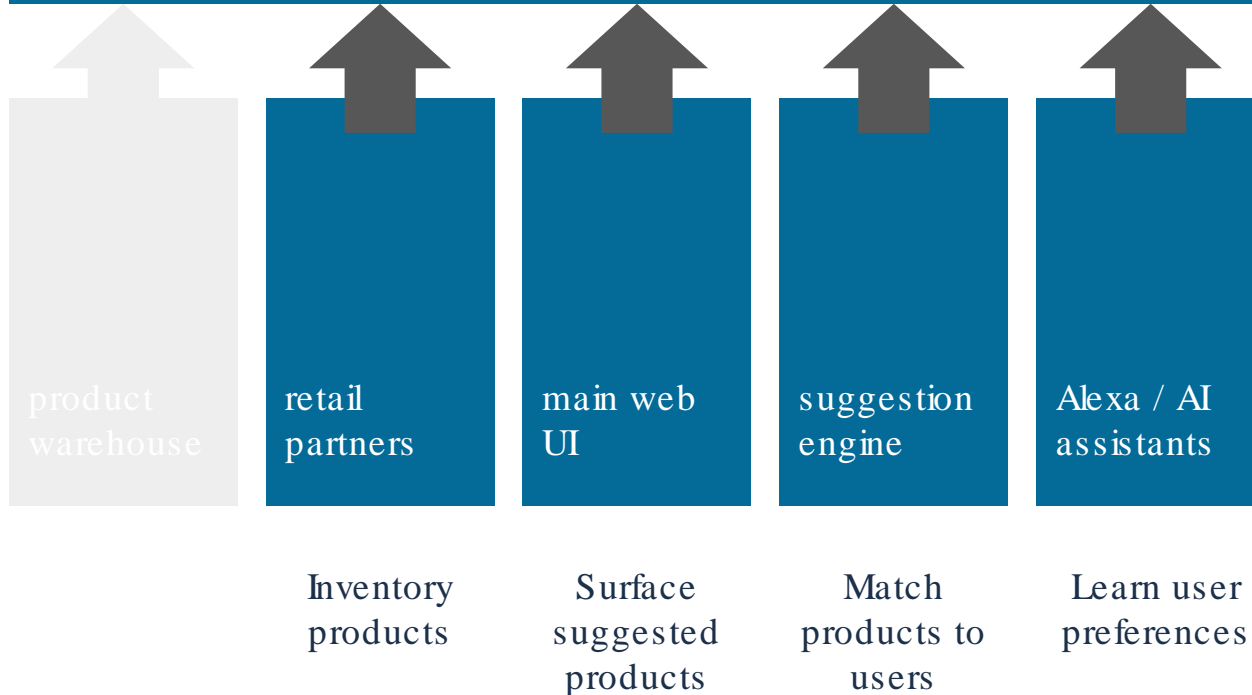 product
warehouse
retail
partners
main web
UI
suggestion
engine
Alexa / AI
assistants
Inventory
products
Surface
suggested
products
Match
products to
users
Learn user
preferences